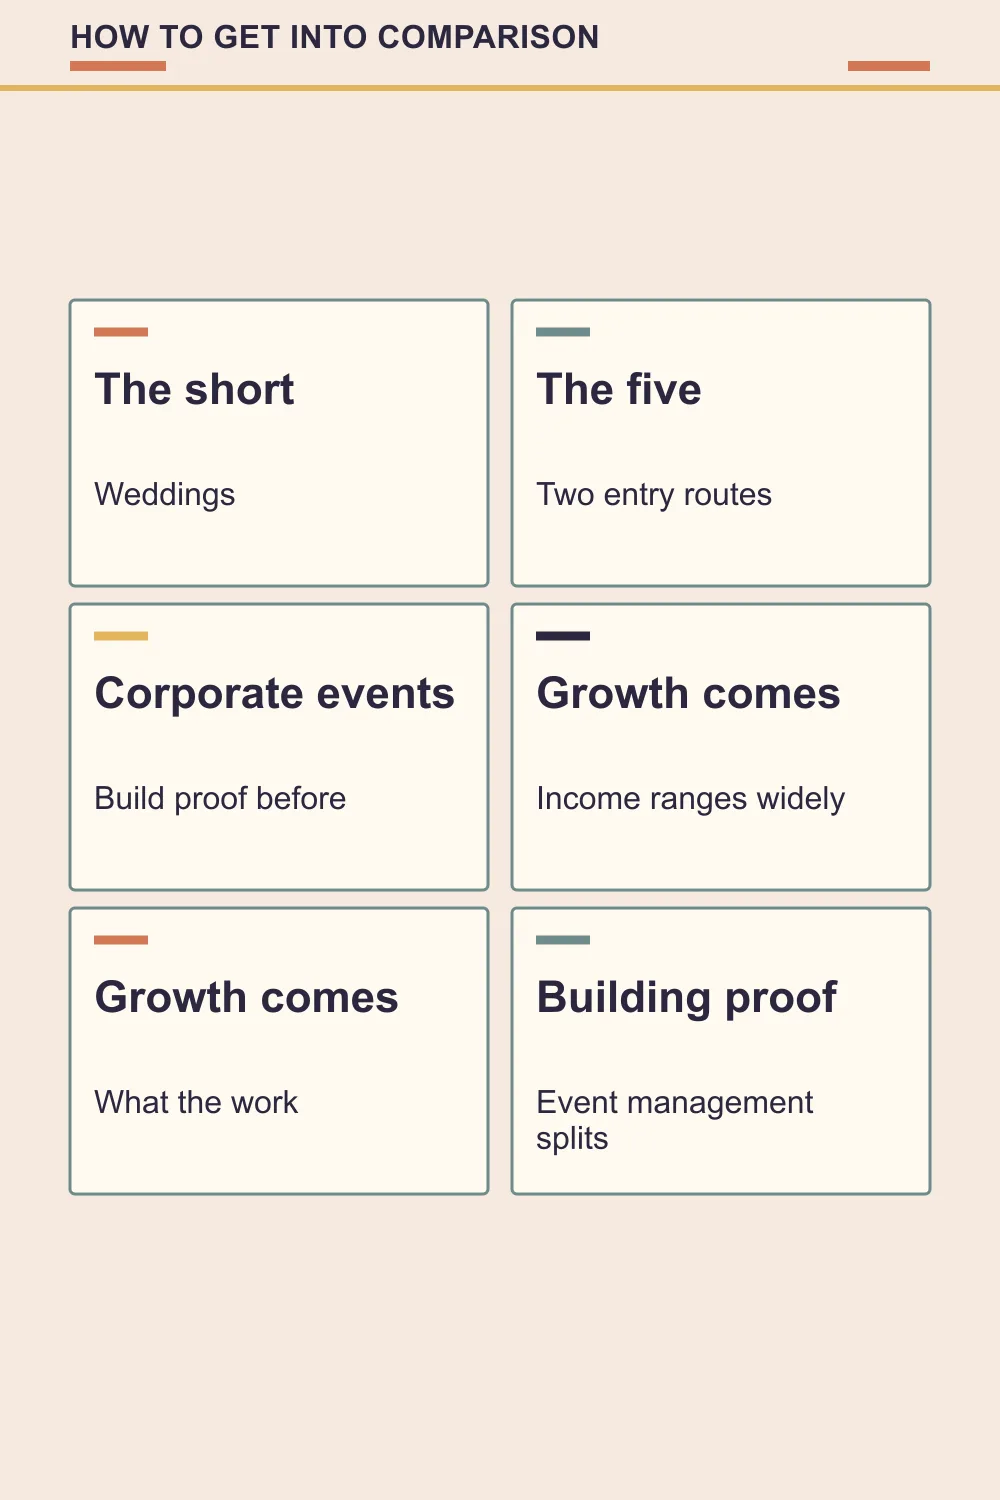 HOW TO GET INTO COMPARISON
The short
Weddings
The five
Two entry routes
Corporate events
Build proof before
Growth comes
Income ranges widely
Growth comes
What the work
Building proof
Event management
splits